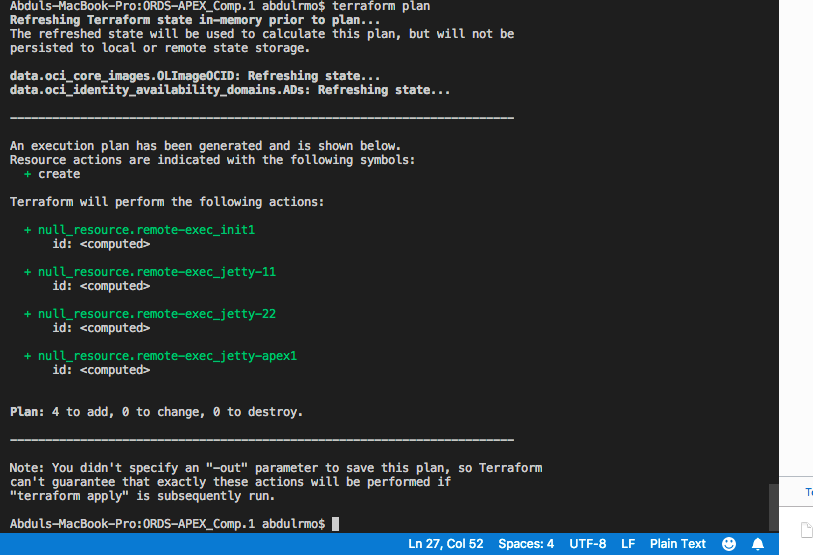 Abduls-MacBook-Pro:ORDS-APEX_Comp.1 abdulrmo$ terraform plan
Refreshing Terraform state in-memory prior to plan...
The refreshed state will be used to calculate this plan, but will not be
persisted to local or remote state storage.
data.oci_core_images.OLImageOCID: Refreshing state...
data.oci_identity_availability_domains.ADs: Refreshing state...
------------------------------------------------------------------------
An execution plan has been generated and is shown below.
Resource actions are indicated with the following symbols:
+ create
Terraform will perform the following actions:
+ null_resource.remote-exec_init1
id: <computed>
+ null_resource.remote-exec_jetty-11
id: <computed>
+ null_resource.remote-exec_jetty-22
id: <computed>
+ null_resource.remote-exec_jetty-apex1
id: <computed>
Plan: 4 to add, 0 to change, 0 to destroy.
------------------------------------------------------------------------
Note: You didn't specify an "-out" parameter to save this plan, so Terraform
can't guarantee that exactly these actions will be performed if
"terraform apply" is subsequently run.
Abduls-MacBook-Pro:ORDS-APEX_Comp.1 abdulrmo$
Ln 27, Col 52 Spaces: 4 UTF-8 LF Plain Text